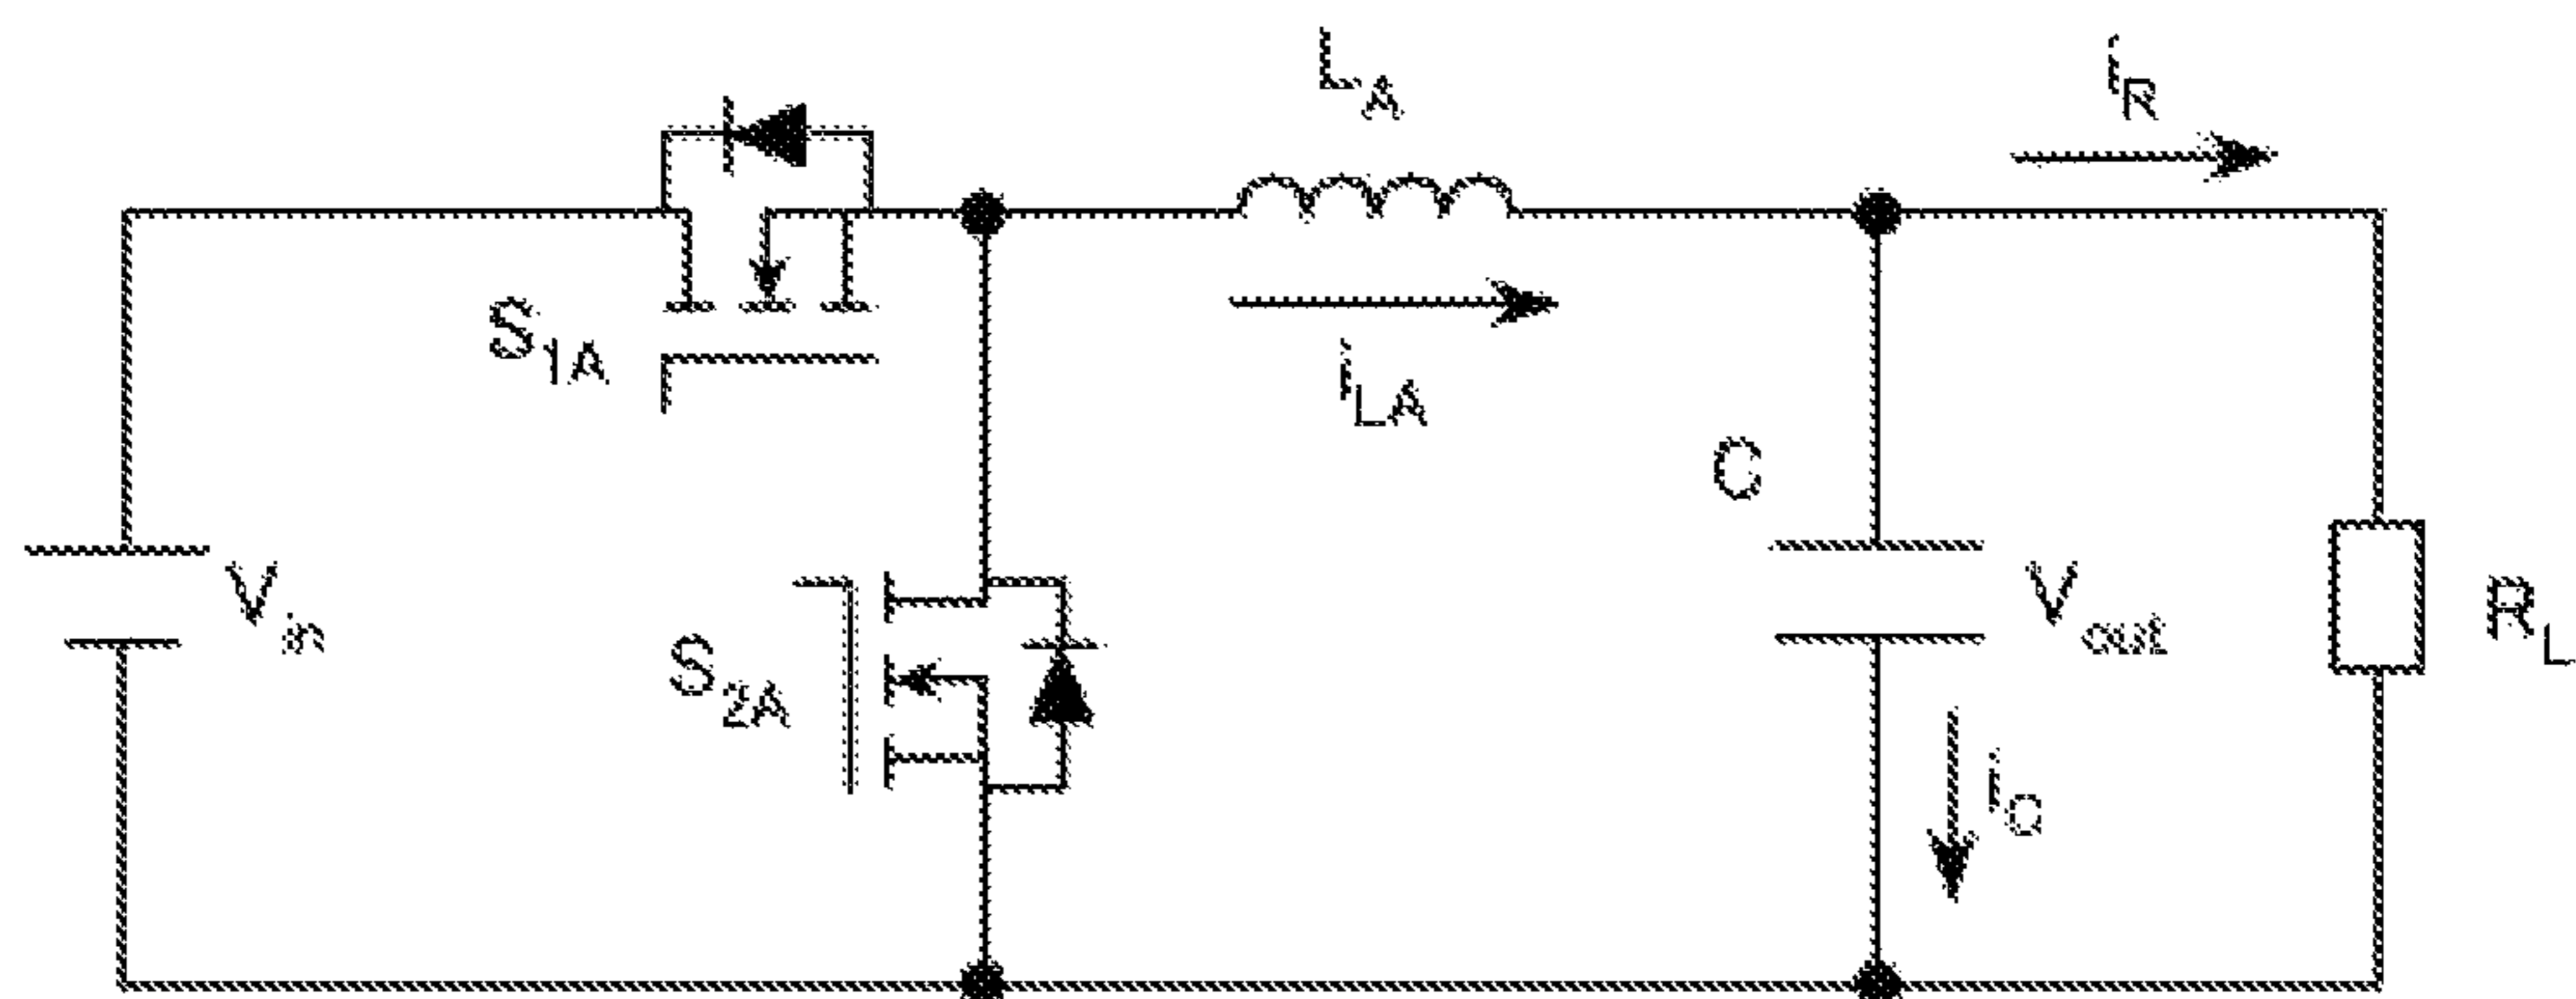 L_A
i_R
S_1A
i_LA
C
V_in
V_out
R_L
S_2A
i_C